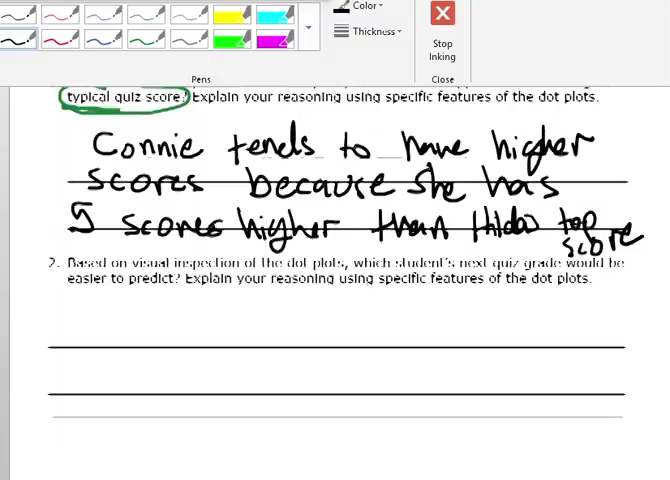 Color
Thickness
Stop
Inking
Pens
Close
typical quiz score? Explain your reasoning using specific features of the dot plots.
Connie tends to have higher
scores because she has
5 scores higher than top
score
2. Based on visual inspection of the dot plots, which student's next quiz grade would be
easier to predict? Explain your reasoning using specific features of the dot plots.